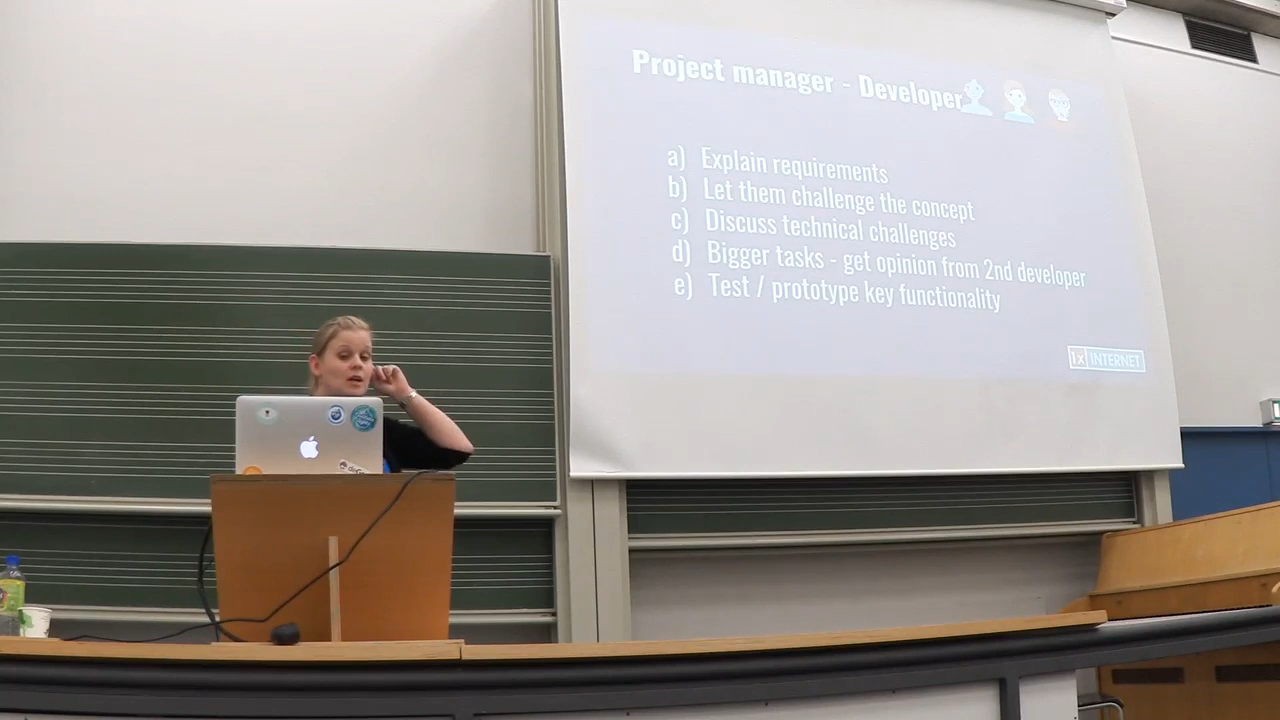 Project manager - Developer
a) Explain requirements
b) Let them challenge the concept
c) Discuss technical challenges
d) Bigger tasks - get opinion from 2nd developer
e) Test / prototype key functionality
1x INTERNET